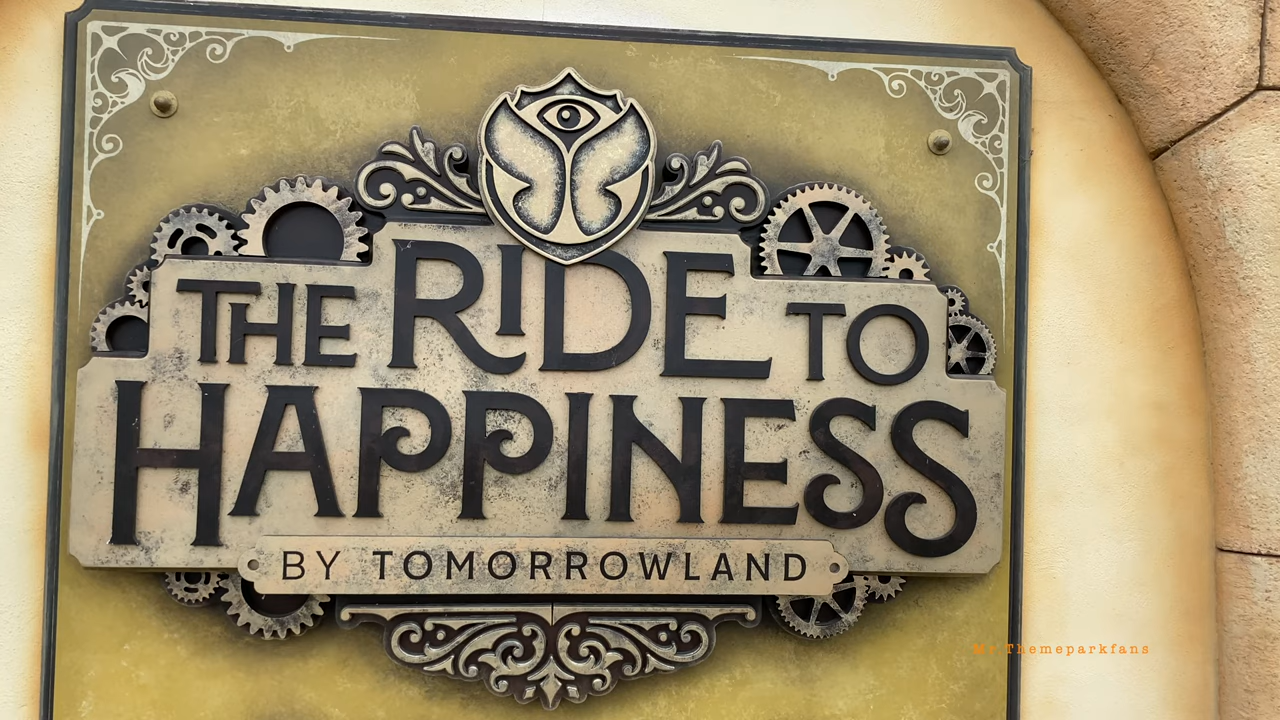 THE RIDE TO
HAPPINESS
BY TOMORROWLAND
Mr Themeparkfans